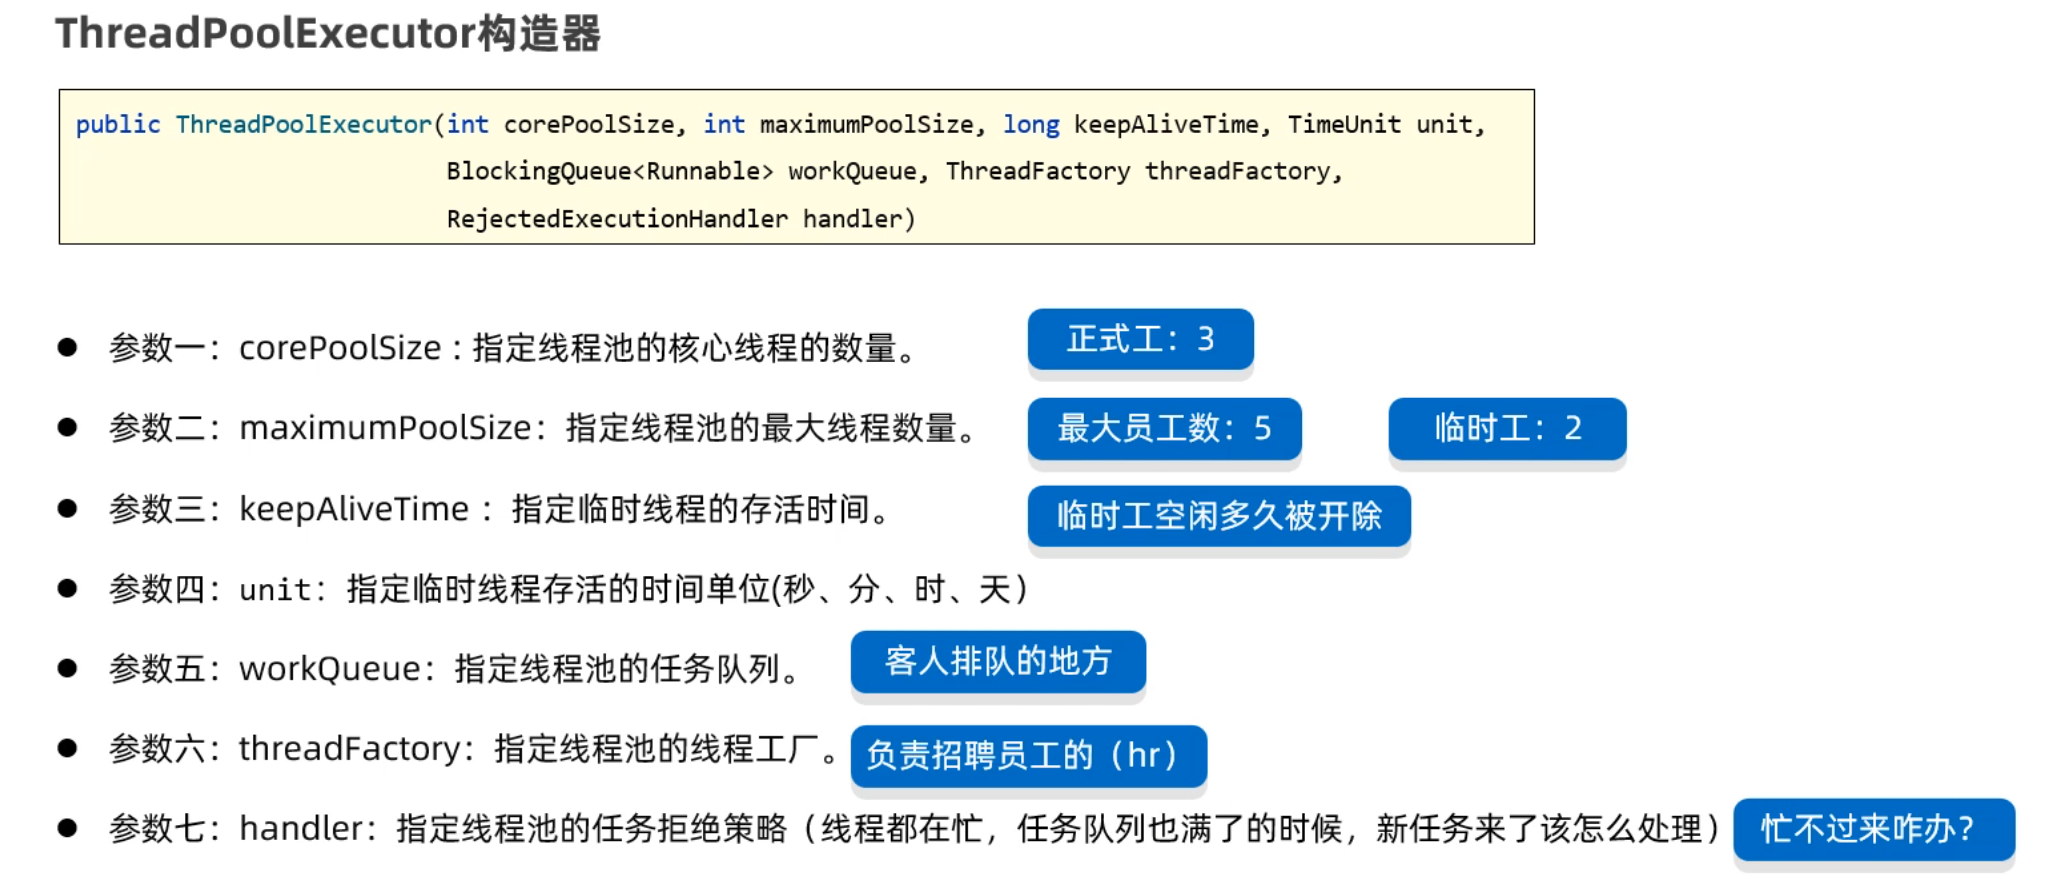 ThreadPoolExecutor构造器
public ThreadPoolExecutor(int corePoolSize, int maximumPoolSize, long keepAliveTime, TimeUnit unit,
BlockingQueue<Runnable> workQueue, ThreadFactory threadFactory,
RejectedExecutionHandler handler)
● 参数一：corePoolSize : 指定线程池的核心线程的数量。 正式工：3
● 参数二：maximumPoolSize：指定线程池的最大线程数量。 最大员工数：5 临时工：2
● 参数三：keepAliveTime ：指定临时线程的存活时间。 临时工空闲多久被开除
● 参数四：unit：指定临时线程存活的时间单位(秒、分、时、天）
● 参数五：workQueue：指定线程池的任务队列。 客人排队的地方
● 参数六：threadFactory：指定线程池的线程工厂。 负责招聘员工的（hr）
● 参数七：handler：指定线程池的任务拒绝策略（线程都在忙，任务队列也满了的时候，新任务来了该怎么处理） 忙不过来咋办？